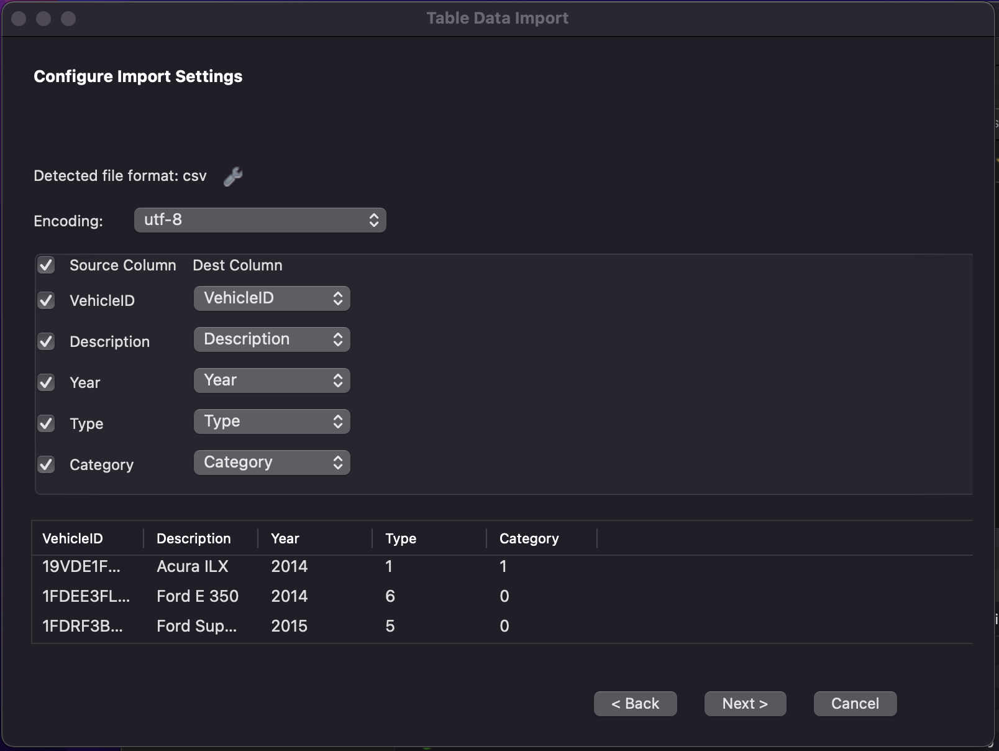 Table Data Import
Configure Import Settings
Detected file format: csv
Encoding: utf-8
Source Column Dest Column
VehicleID VehicleID
Description Description
Year Year
Type Type
Category Category
VehicleID Description Year Type Category
19VDE1F... Acura ILX 2014 1 1
1FDEE3FL... Ford E 350 2014 6 0
1FDRF3B... Ford Sup... 2015 5 0
< Back Next > Cancel